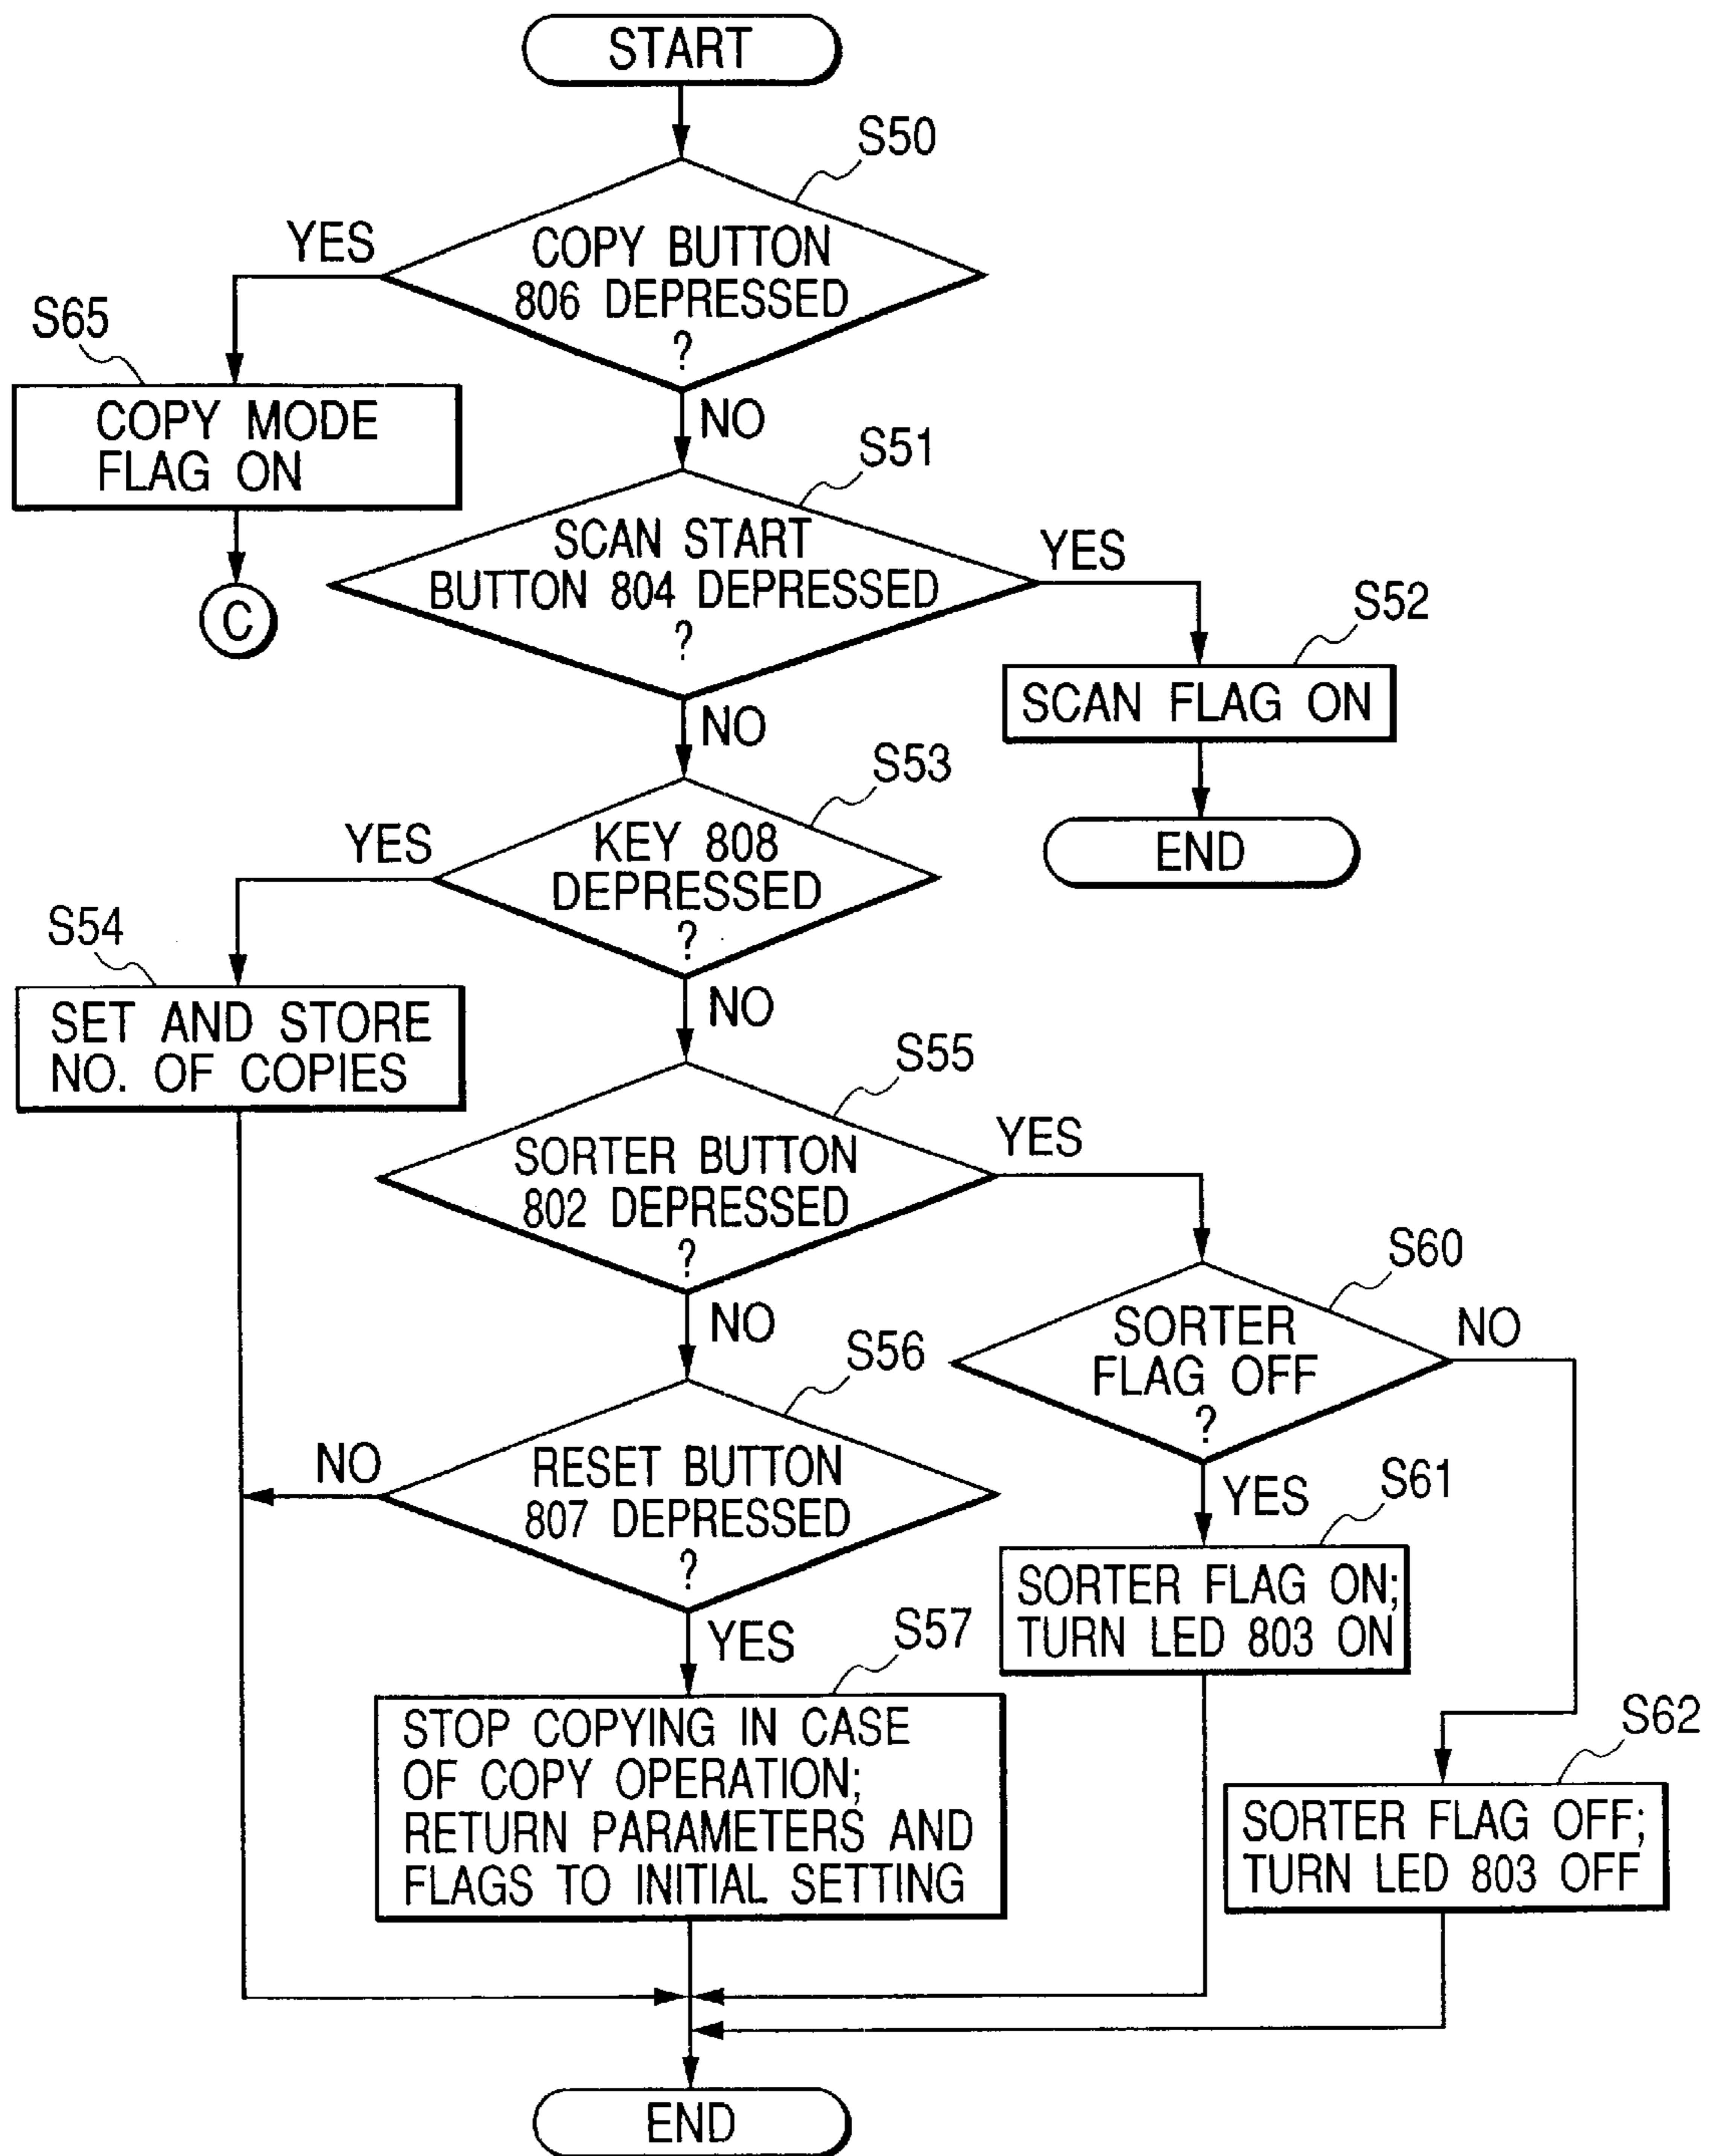 START
S50
COPY BUTTON
806 DEPRESSED
?
YES
NO
S65
COPY MODE
FLAG ON
C
S51
SCAN START
BUTTON 804 DEPRESSED
?
YES
NO
S52
SCAN FLAG ON
END
S53
KEY 808
DEPRESSED
?
YES
NO
S54
SET AND STORE
NO. OF COPIES
S55
SORTER BUTTON
802 DEPRESSED
?
YES
NO
S60
SORTER
FLAG OFF
?
NO
YES
S56
RESET BUTTON
807 DEPRESSED
?
NO
YES
S61
SORTER FLAG ON;
TURN LED 803 ON
S57
STOP COPYING IN CASE
OF COPY OPERATION;
RETURN PARAMETERS AND
FLAGS TO INITIAL SETTING
S62
SORTER FLAG OFF;
TURN LED 803 OFF
END